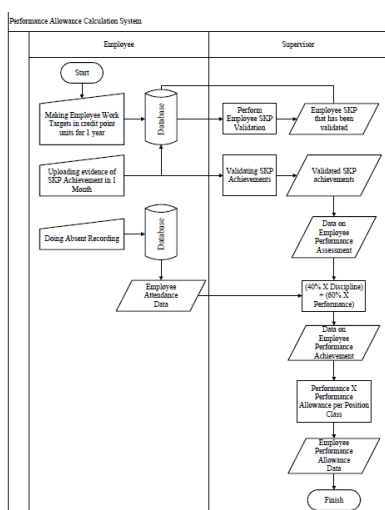 Performance Allowance Calculation System
Employee
Supervisor
Start
Making Employee Work
Targets in credit point
units for 1 year
Database
Perform
Employee SKP
Validation
Employee SKP
that has been
validated
Uploading evidence of
SKP Achievement in 1
Month
Validating SKP
Achievements
Validated SKP
achievements
Doing Absent Recording
Database
Data on
Employee
Performance
Assessment
Employee
Attendance
Data
(40% X Discipline)
+ (60% X
Performance)
Data on
Employee
Performance
Achievement
Performance X
Performance
Allowance per Position
Class
Employee
Performance
Allowance
Data
Finish